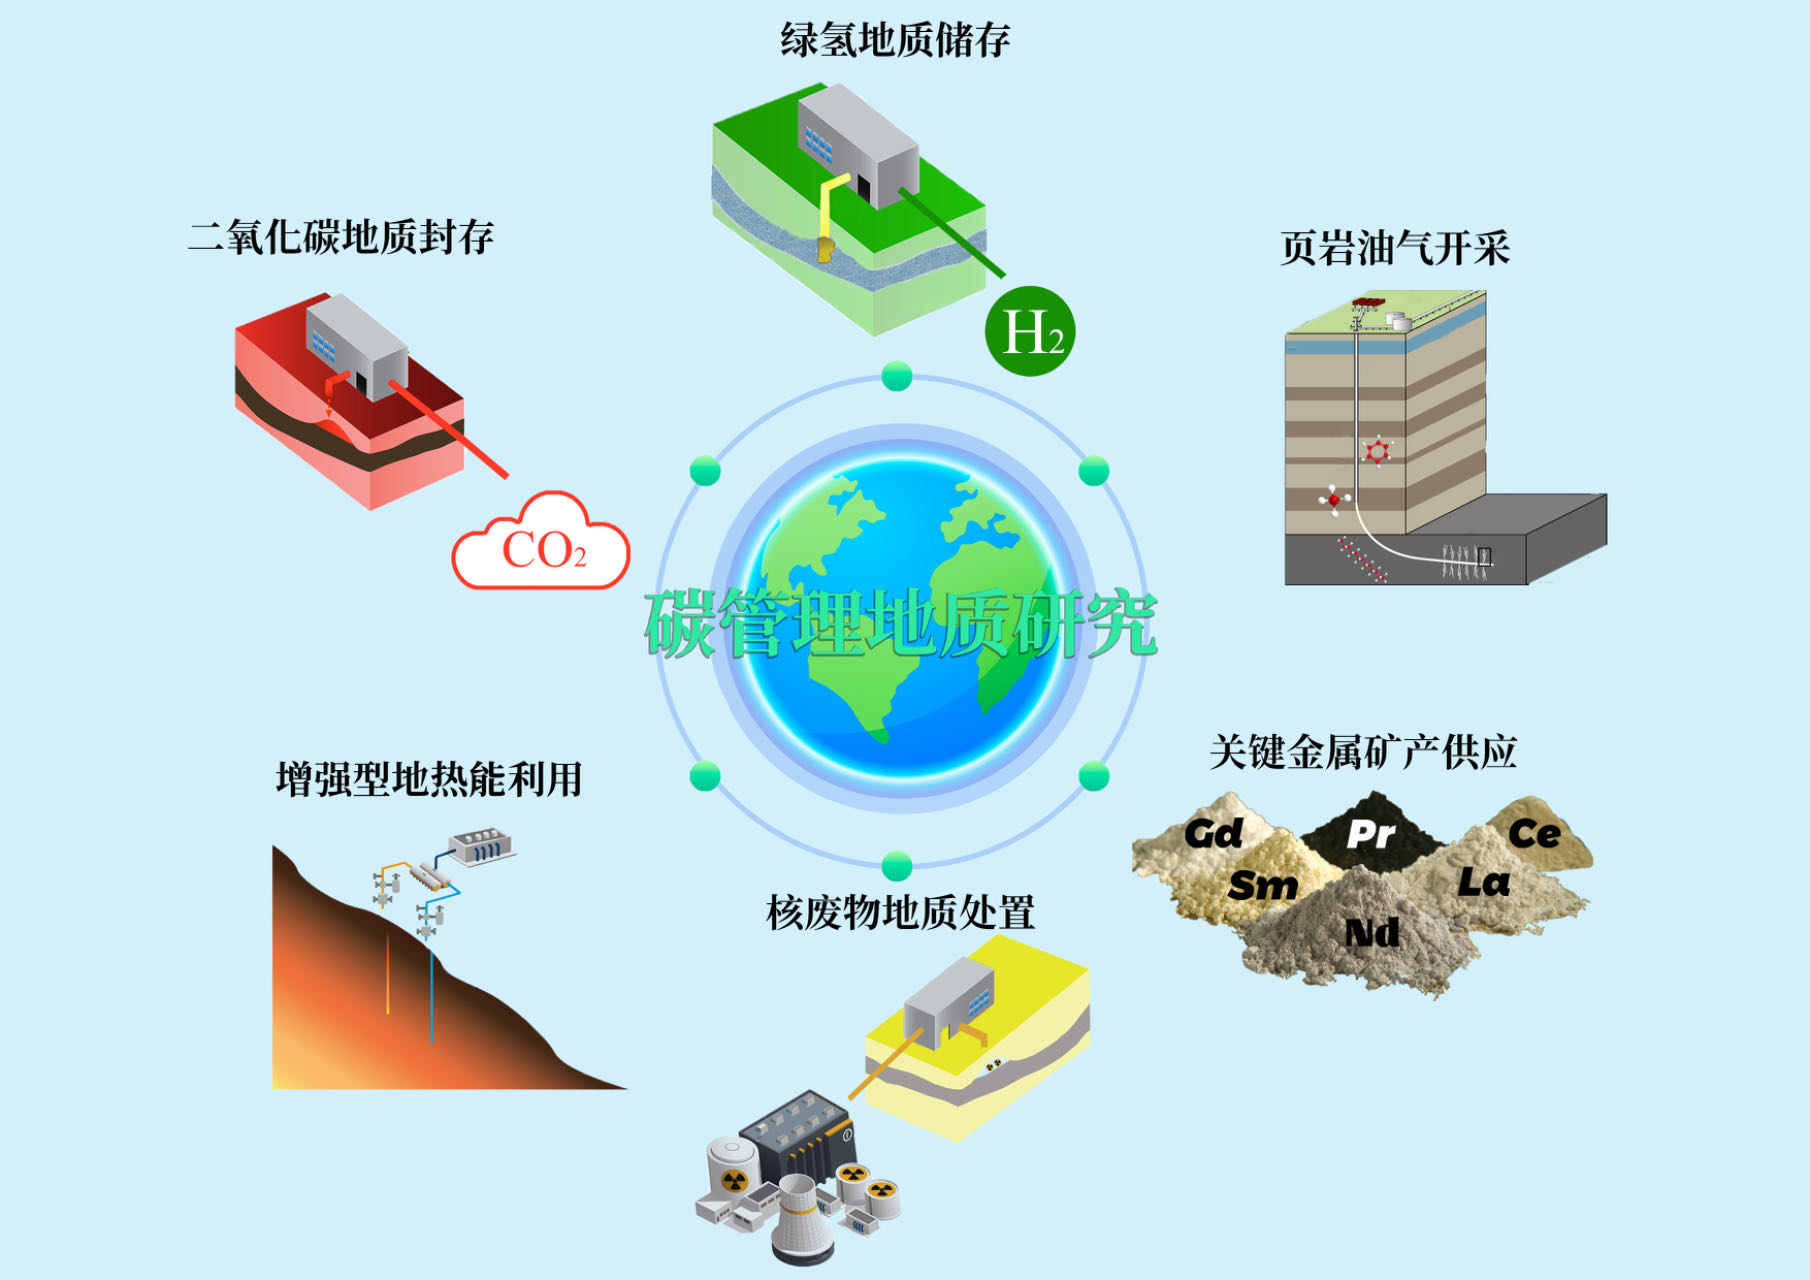 绿氢地质储存
H2
二氧化碳地质封存
CO2
页岩油气开采
碳管理地质研究
增强型地热能利用
关键金属矿产供应
Gd
Pr
Ce
Sm
La
Nd
核废物地质处置